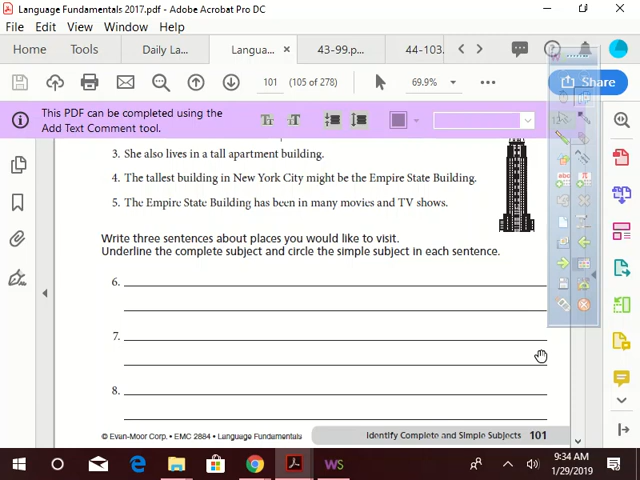 Language Fundamentals 2017.pdf - Adobe Acrobat Pro DC
File Edit View Window Help
Home Tools Daily La... Langua... × 43-99.p... 44-103.
101 (105 of 278) 69.9% Share
This PDF can be completed using the
Add Text Comment tool.
3. She also lives in a tall apartment building.
4. The tallest building in New York City might be the Empire State Building.
5. The Empire State Building has been in many movies and TV shows.
Write three sentences about places you would like to visit.
Underline the complete subject and circle the simple subject in each sentence.
6.
7.
8.
© Evan-Moor Corp. • EMC 2884 • Language Fundamentals Identify Complete and Simple Subjects 101
WS 9:34 AM
1/29/2019